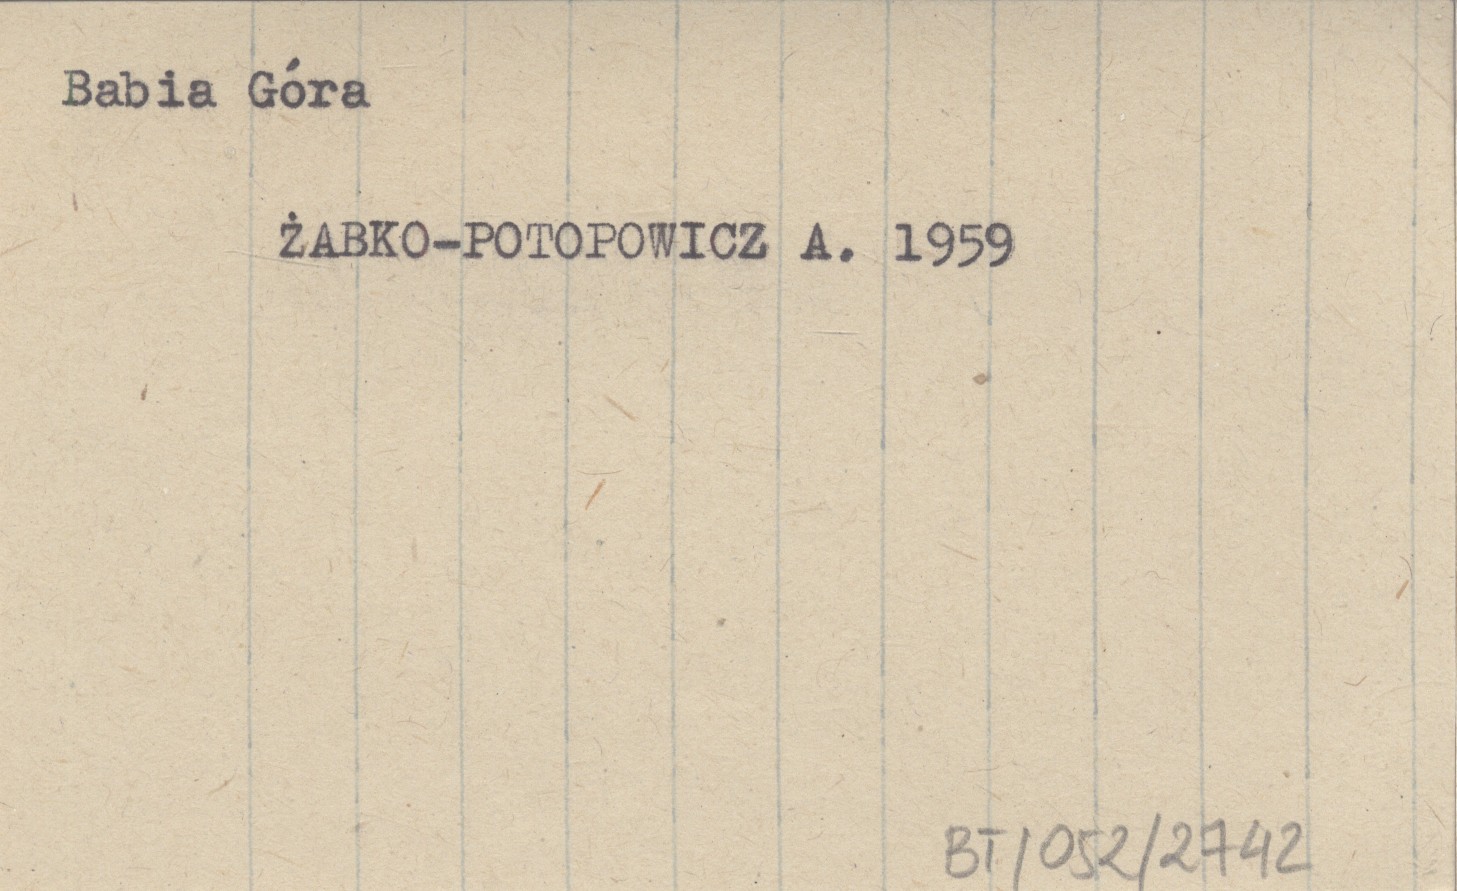 Babia Góra
ŻABKO-POTOPOWICZ A. 1959
BT/052/2742